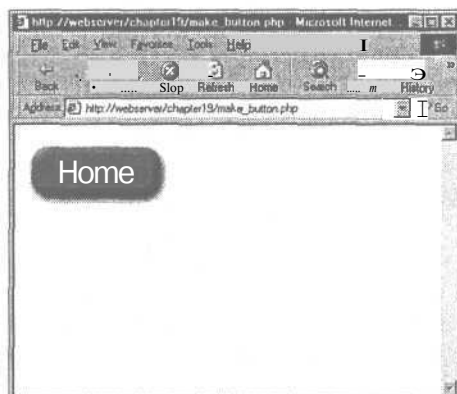 http://webserver/chapter19/make_button.php - Microsoft Internet
File Edit View Favorites Tools Help
Back Slop Refresh Home Search m History
Address http://webserver/chapter19/make_button.php Go
Home